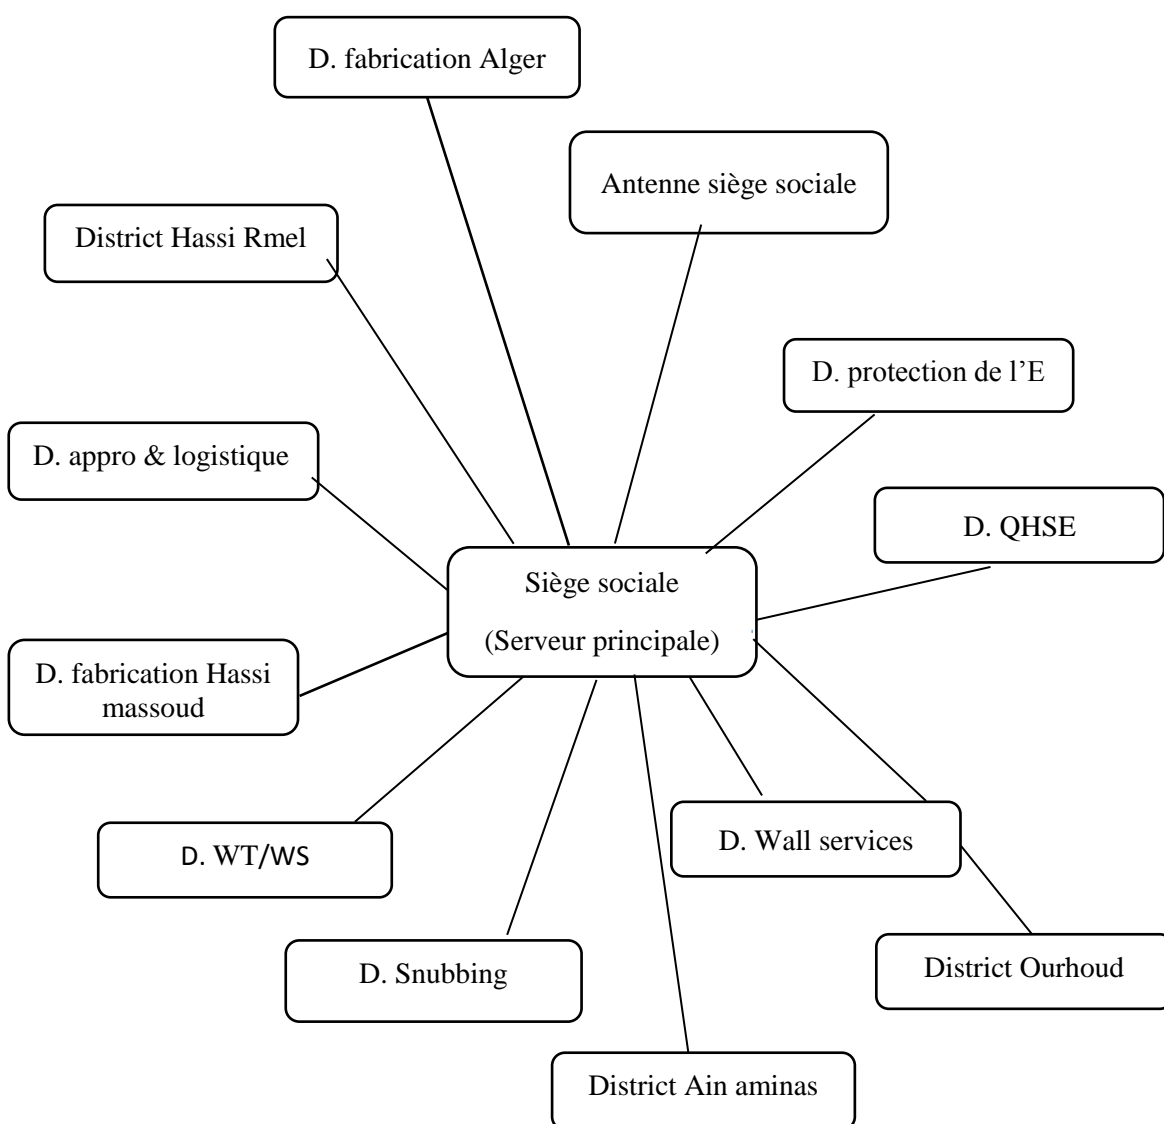 D. fabrication Alger
Antenne siège sociale
District Hassi Rmel
D. protection de l’E
D. appro & logistique
D. QHSE
Siège sociale
(Serveur principale)
D. fabrication Hassi
massoud
D. WT/WS
D. Wall services
D. Snubbing
District Ourhoud
District Ain aminas